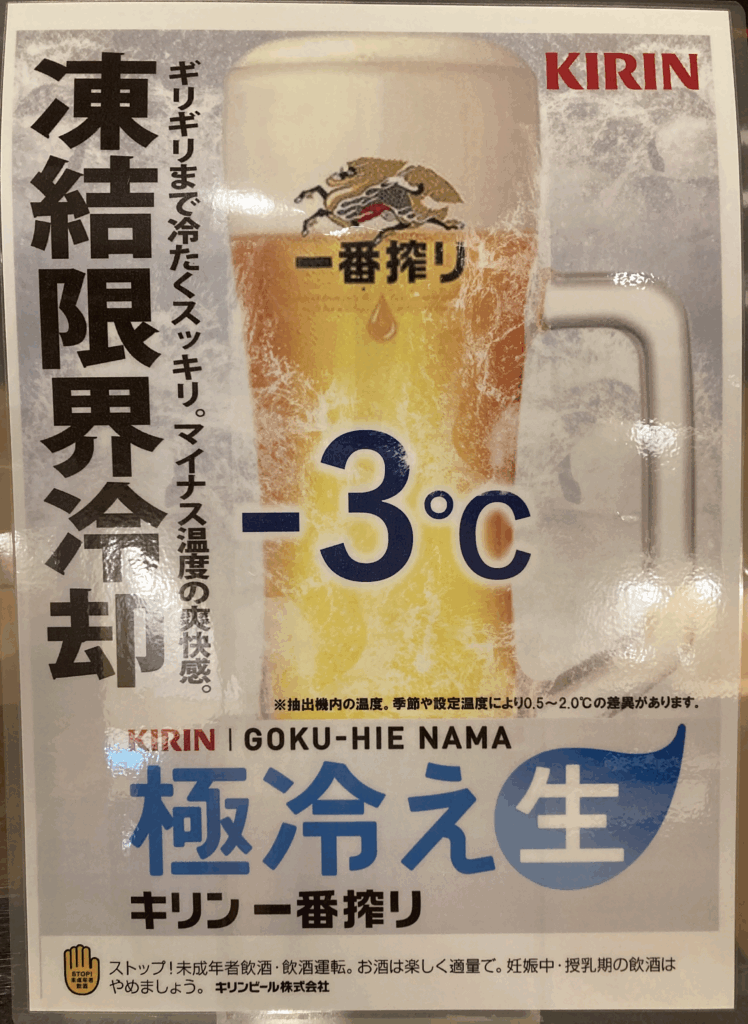 凍結限界冷却
ギリギリまで冷たくスッキリ。マイナス温度の爽快感。
KIRIN
一番搾り
-3℃
※抽出機内の温度。季節や設定温度により0.5〜2.0℃の差異があります。
KIRIN | GOKU-HIE NAMA
極冷え生
キリン一番搾り
STOP!
未成年者
飲酒
ストップ!未成年者飲酒・飲酒運転。お酒は楽しく適量で。妊娠中・授乳期の飲酒は
やめましょう。 キリンビール株式会社